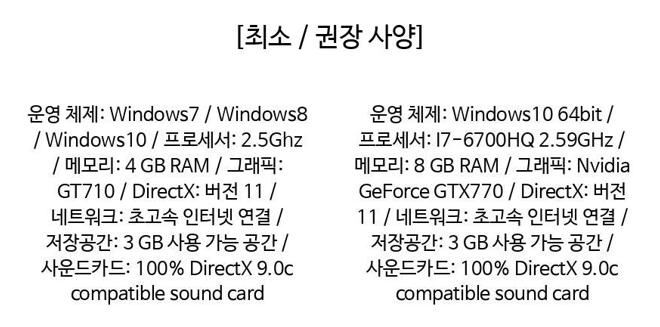 [최소 / 권장 사양]
운영 체제: Windows7 / Windows8
/ Windows10 / 프로세서: 2.5Ghz
/ 메모리: 4 GB RAM / 그래픽:
GT710 / DirectX: 버전 11 /
네트워크: 초고속 인터넷 연결 /
저장공간: 3 GB 사용 가능 공간 /
사운드카드: 100% DirectX 9.0c
compatible sound card
운영 체제: Windows10 64bit /
프로세서: I7-6700HQ 2.59GHz /
메모리: 8 GB RAM / 그래픽: Nvidia
GeForce GTX770 / DirectX: 버전
11 / 네트워크: 초고속 인터넷 연결 /
저장공간: 3 GB 사용 가능 공간 /
사운드카드: 100% DirectX 9.0c
compatible sound card